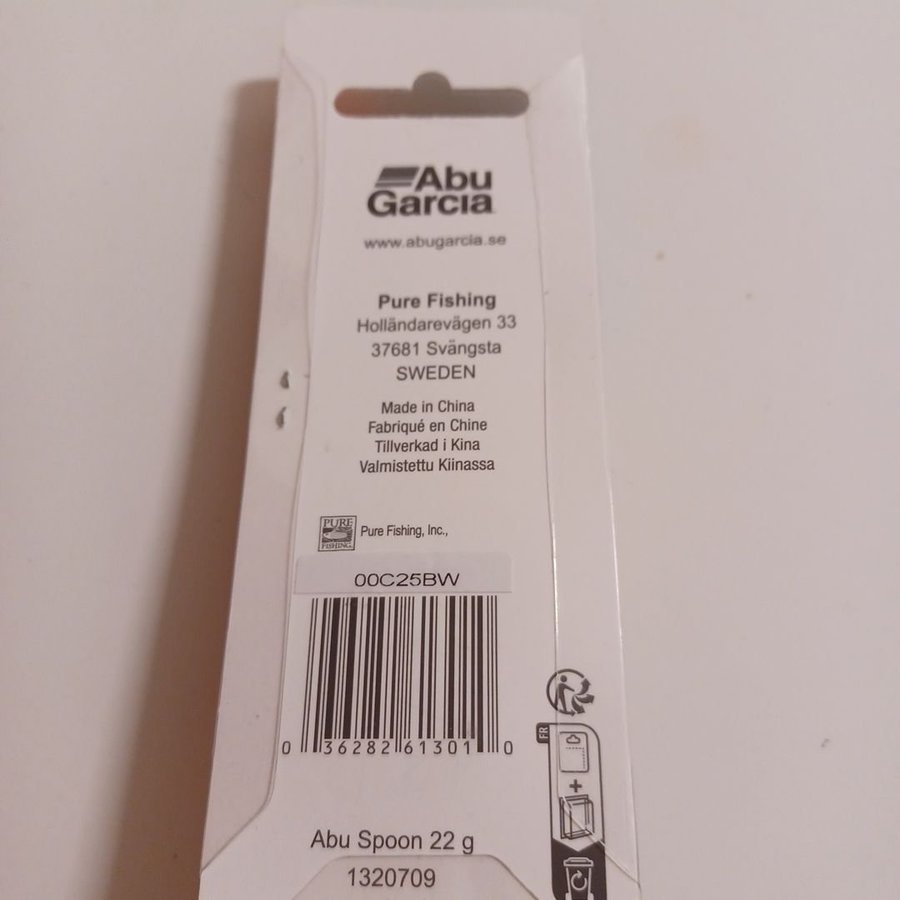 Abu
Garcia
www.abugarcia.se
Pure Fishing
Holländarevägen 33
37681 Svängsta
SWEDEN
Made in China
Fabriqué en Chine
Tillverkad i Kina
Valmistettu Kiinassa
PURE
FISHING
Pure Fishing, Inc.,
00C25BW
0 36282 61301 0
FR
+
Abu Spoon 22 g
1320709